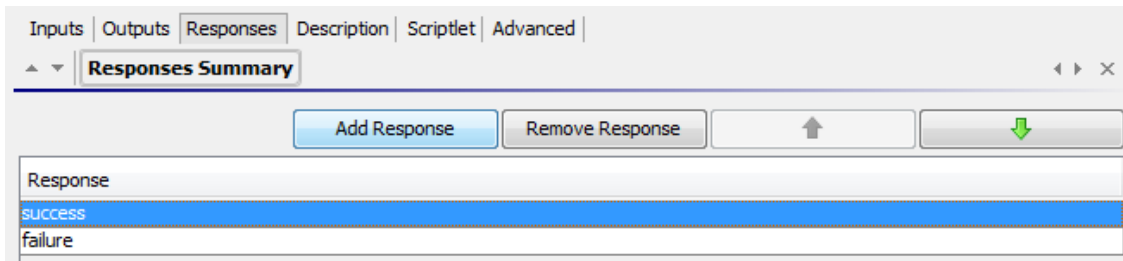 Inputs Outputs Responses Description Scriptlet Advanced
Responses Summary
Add Response Remove Response
Response
success
failure